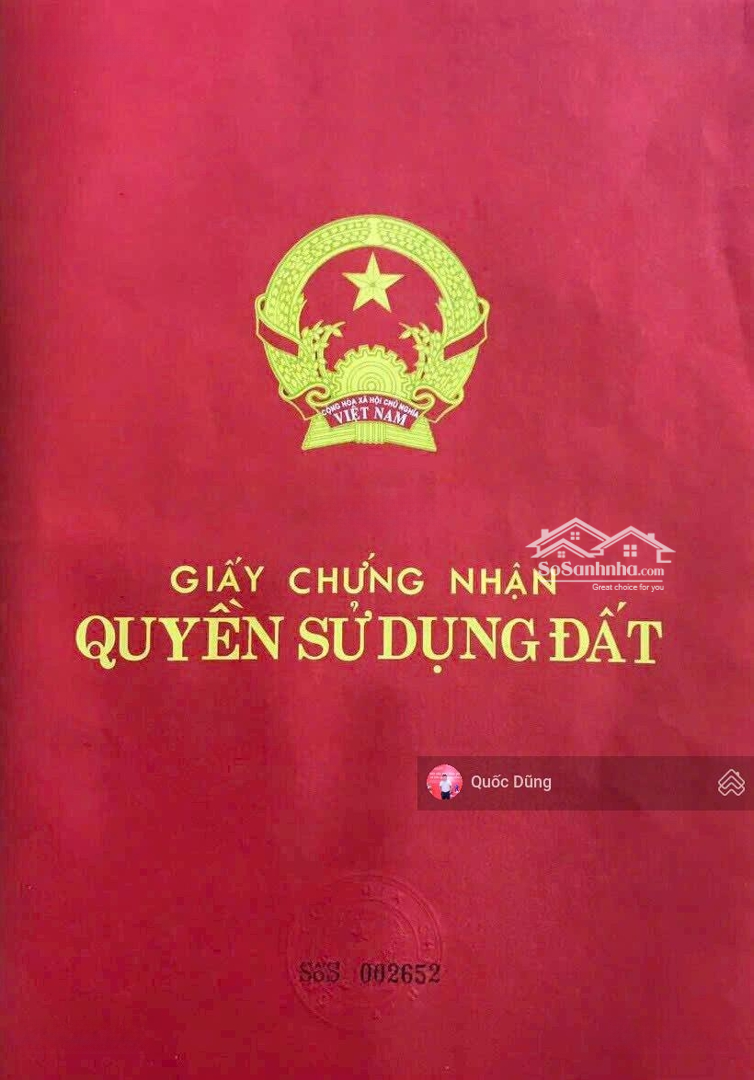 CỘNG HÒA XÃ HỘI CHỦ NGHĨA
VIỆT NAM
SoSanhnha.com
Great choice for you
GIẤY CHỨNG NHẬN
QUYỀN SỬ DỤNG ĐẤT
Quốc Dũng
SốS 002652